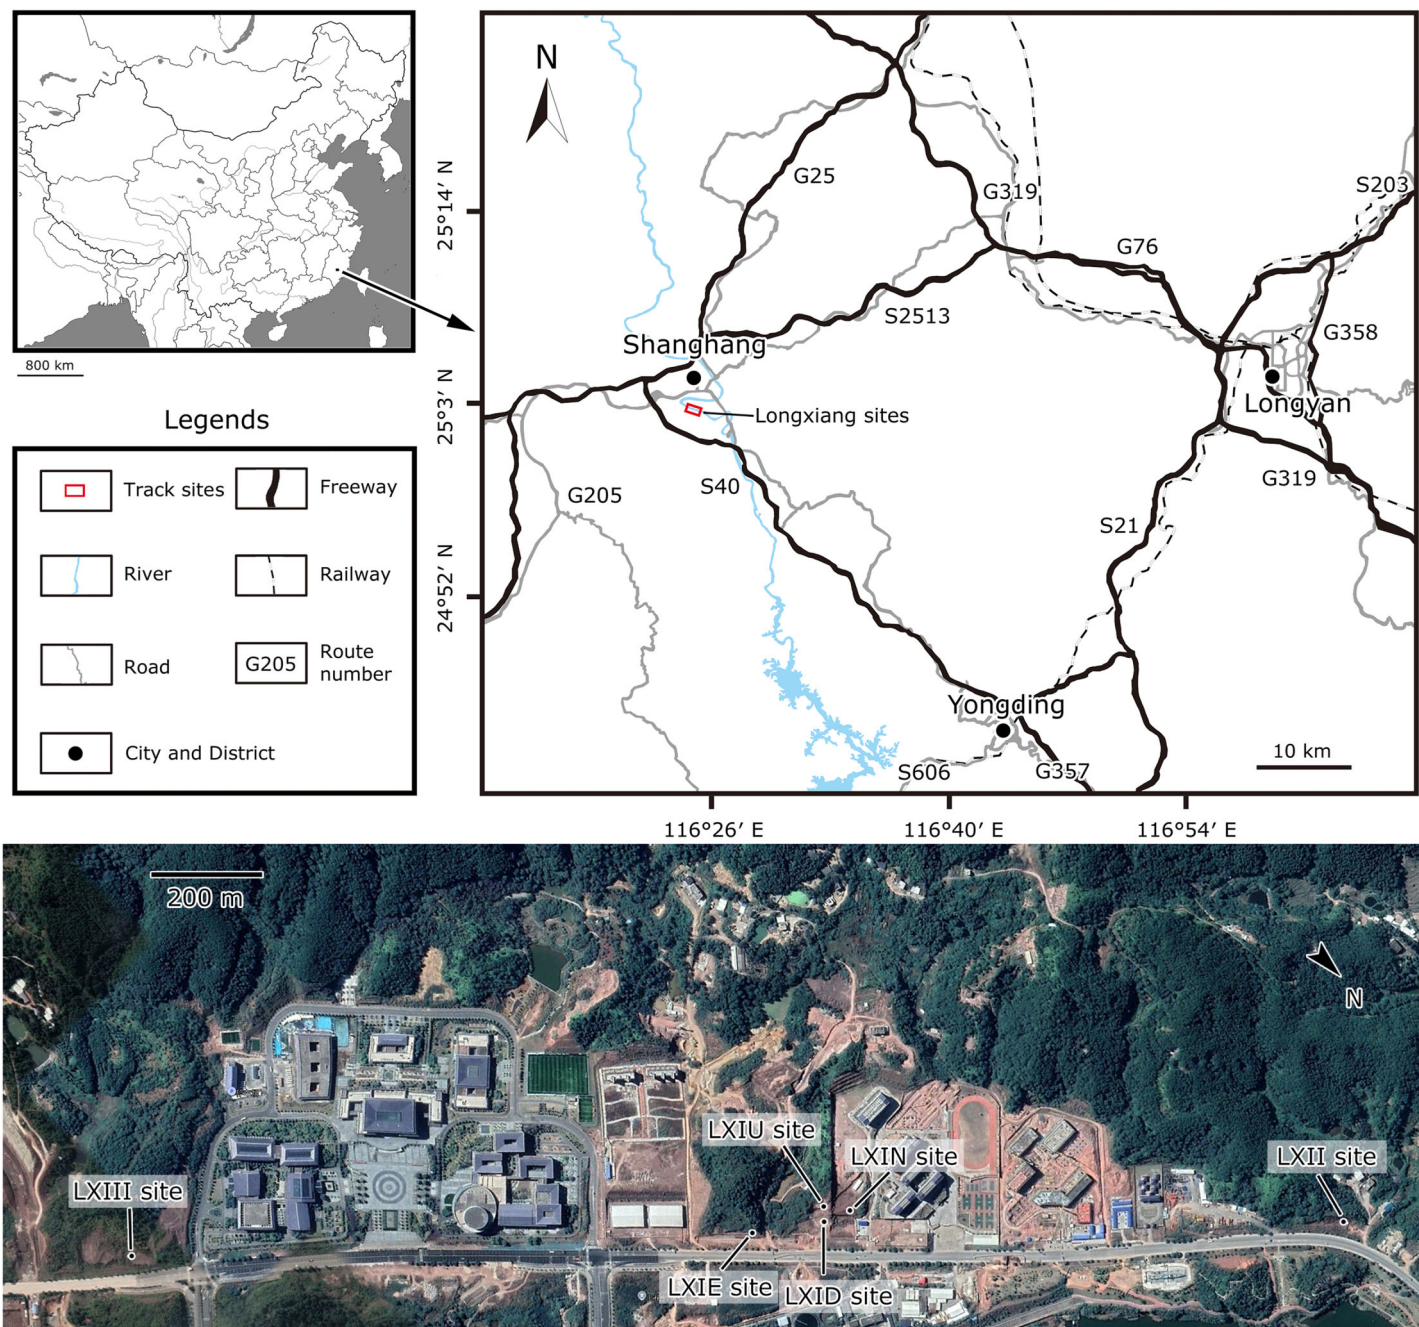 800 km
Legends
Track sites
Freeway
River
Railway
Road
G205
Route
number
City and District
N
25°14′ N
25°3′ N
24°52′ N
G25
G319
S203
G76
S2513
G358
Shanghang
Longyan
Longxiang sites
G205
S40
G319
S21
Yongding
S606
G357
10 km
116°26′ E
116°40′ E
116°54′ E
200 m
N
LXIU site
LXIN site
LXII site
LXIII site
LXIE site
LXID site